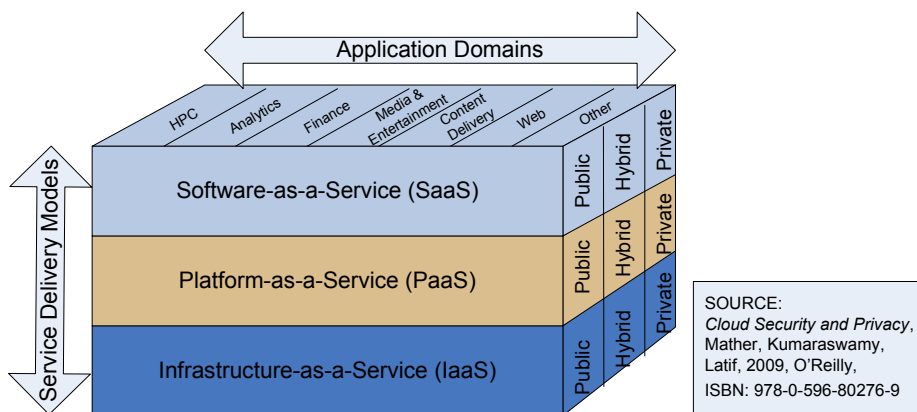 Application Domains
HPC
Analytics
Finance
Media &
Entertainment
Content
Delivery
Web
Other
Service Delivery Models
Software-as-a-Service (SaaS)
Public
Hybrid
Private
Platform-as-a-Service (PaaS)
Public
Hybrid
Private
Infrastructure-as-a-Service (IaaS)
Public
Hybrid
Private
SOURCE:
Cloud Security and Privacy,
Mather, Kumaraswamy,
Latif, 2009, O'Reilly,
ISBN: 978-0-596-80276-9